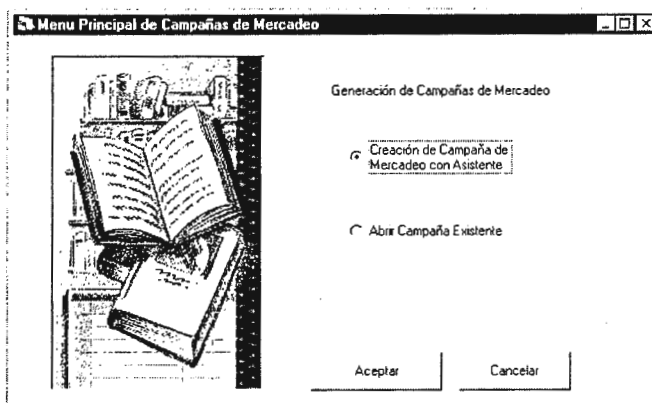 Menu Principal de Campañas de Mercadeo
Generación de Campañas de Mercadeo
Creación de Campaña de
Mercadeo con Asistente
Abrir Campaña Existente
Aceptar
Cancelar